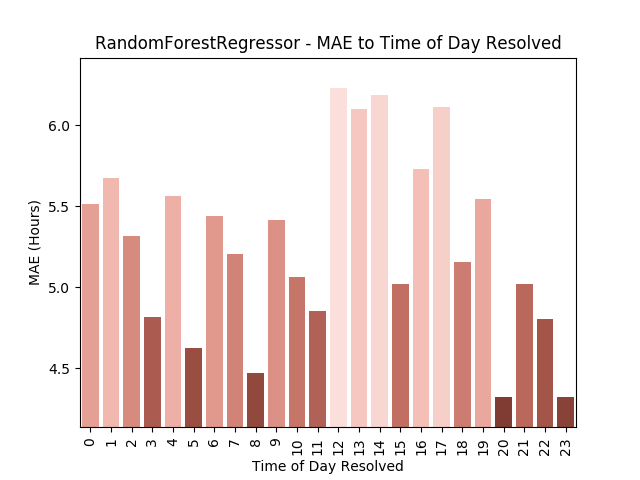 RandomForestRegressor - MAE to Time of Day Resolved
MAE (Hours)
6.0
5.5
5.0
4.5
0 1 2 3 4 5 6 7 8 9 10 11 12 13 14 15 16 17 18 19 20 21 22 23
Time of Day Resolved